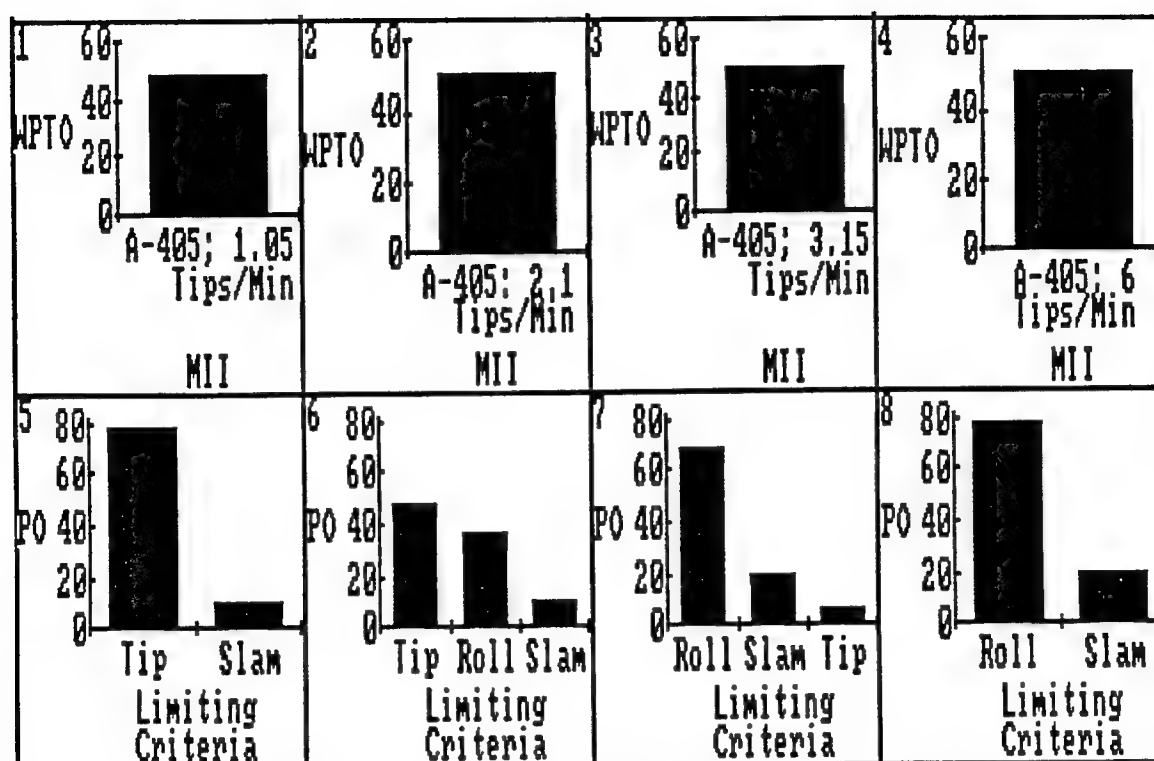 1 60 40 20 0 WPTO
A-405; 1.05
Tips/Min
MII
2 60 40 20 0 WPTO
A-405: 2.1
Tips/Min
MII
3 60 40 20 0 WPTO
A-405; 3.15
Tips/Min
MII
4 60 40 20 0 WPTO
A-405; 6
Tips/Min
MII
5 80 60 40 20 0 PO
Tip Slam
Limiting
Criteria
6 80 60 40 20 0 PO
Tip Roll Slam
Limiting
Criteria
7 80 60 40 20 0 PO
Roll Slam Tip
Limiting
Criteria
8 80 60 40 20 0 PO
Roll Slam
Limiting
Criteria